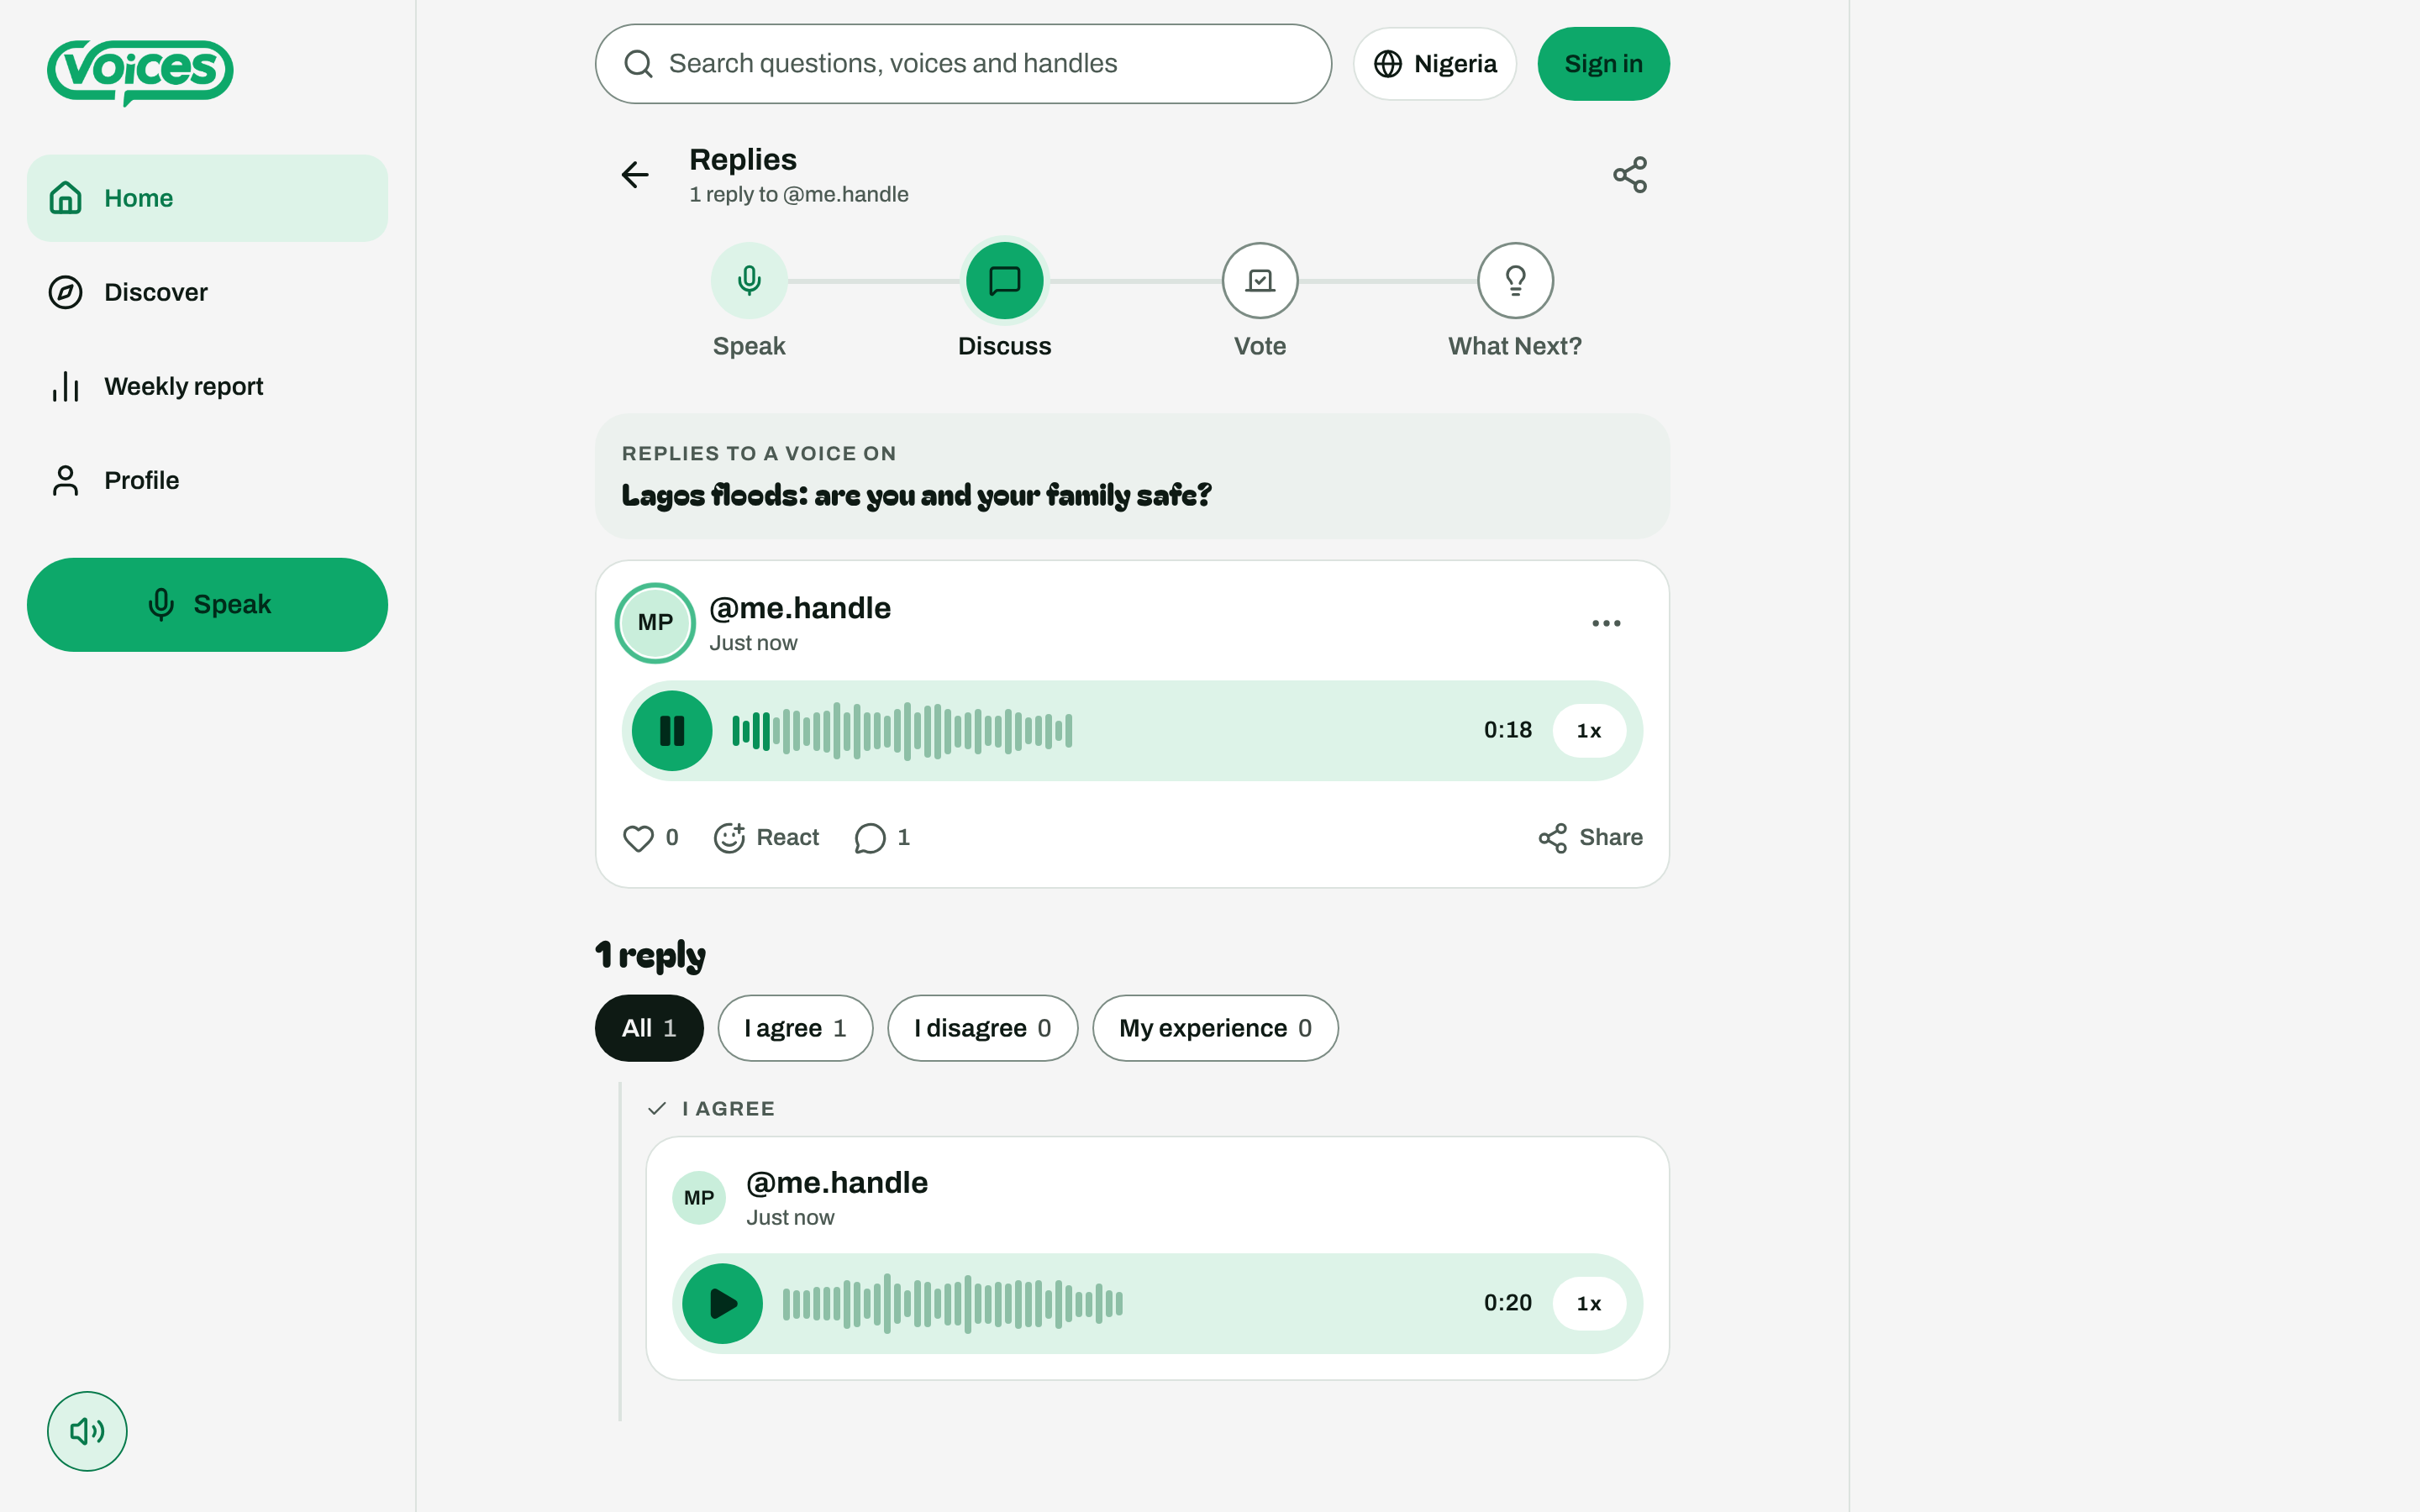 voices
Search questions, voices and handles
Nigeria
Sign in
Home
Discover
Weekly report
Profile
Speak
Replies
1 reply to @me.handle
Speak
Discuss
Vote
What Next?
REPLIES TO A VOICE ON
Lagos floods: are you and your family safe?
MP
@me.handle
Just now
0:18
1x
0
React
1
Share
1 reply
All 1
I agree 1
I disagree 0
My experience 0
I AGREE
MP
@me.handle
Just now
0:20
1x